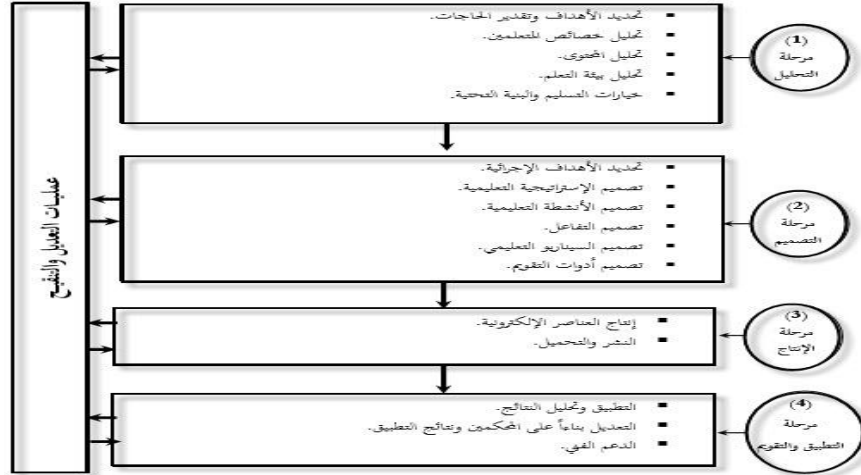 (1)
مرحلة
التحليل
تحديد الأهداف وتقدير الحاجات.
تحليل خصائص المتعلمين.
تحليل المحتوى.
تحليل بيئة التعلم.
خيارات التسليم والبنية التحتية.
(2)
مرحلة
التصميم
تحديد الأهداف الإجرائية.
تصميم الإستراتيجية التعليمية.
تصميم الأنشطة التعليمية.
تصميم التفاعل.
تصميم السيناريو التعليمي.
تصميم أدوات التقويم.
(3)
مرحلة
الإنتاج
إنتاج العناصر الإلكترونية.
النشر والتحميل.
(4)
مرحلة
التطبيق والتقويم
التطبيق وتحليل النتائج.
التعديل بناءاً على المحكمين ونتائج التطبيق.
الدعم الفني.
عمليات التعديل والتنقيح